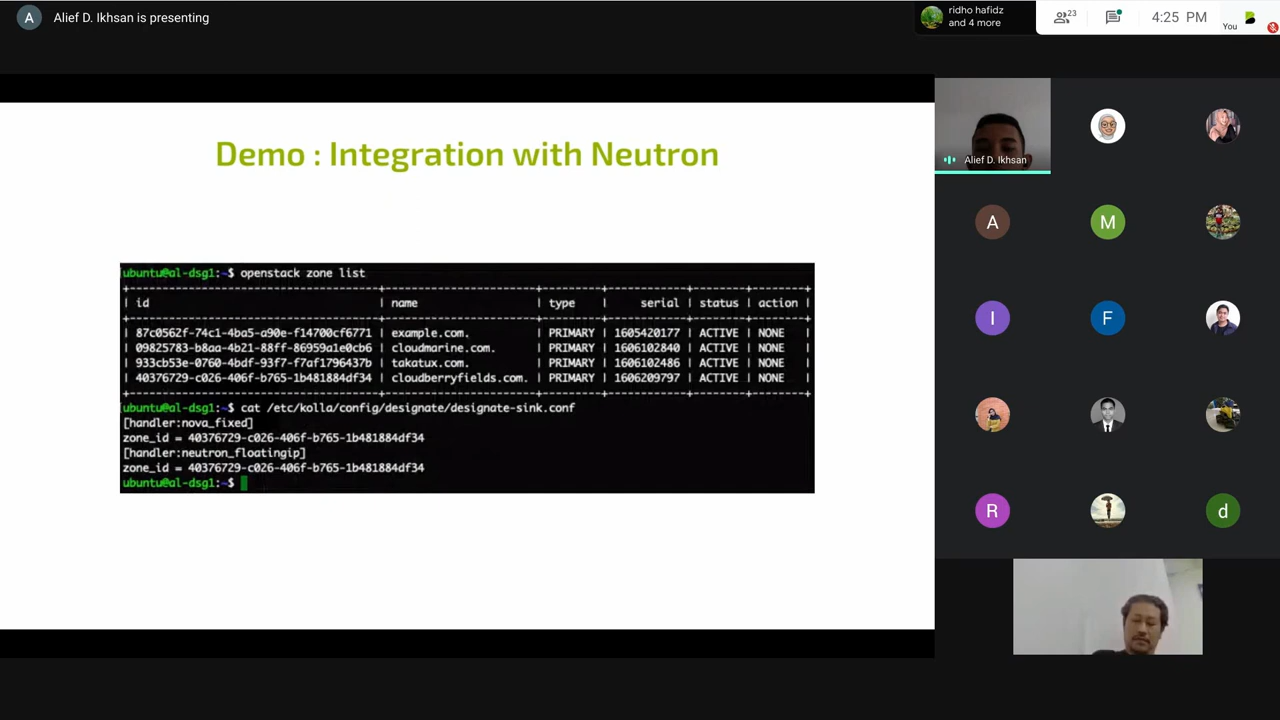 A
Alief D. Ikhsan is presenting
ridho hafidz
and 4 more
23
4:25 PM
You
Demo : Integration with Neutron
ubuntu@al-dsg1:~$ openstack zone list
+--------------------------------------+------------------------+---------+------------+--------+--------+
| id | name | type | serial | status | action |
+--------------------------------------+------------------------+---------+------------+--------+--------+
| 87c0562f-74c1-4ba5-a90e-f14700cf6771 | example.com. | PRIMARY | 1605420177 | ACTIVE | NONE |
| 09825783-b8aa-4b21-88ff-86959a1e0cb6 | cloudmarine.com. | PRIMARY | 1606102840 | ACTIVE | NONE |
| 933cb53e-0760-4bdf-93f7-f7af1796437b | takatux.com. | PRIMARY | 1606102486 | ACTIVE | NONE |
| 40376729-c026-406f-b765-1b481884df34 | cloudberryfields.com. | PRIMARY | 1606209797 | ACTIVE | NONE |
+--------------------------------------+------------------------+---------+------------+--------+--------+
ubuntu@al-dsg1:~$ cat /etc/kolla/config/designate/designate-sink.conf
[handler:nova_fixed]
zone_id = 40376729-c026-406f-b765-1b481884df34
[handler:neutron_floatingip]
zone_id = 40376729-c026-406f-b765-1b481884df34
ubuntu@al-dsg1:~$
Alief D. Ikhsan
A
M
I
F
R
d